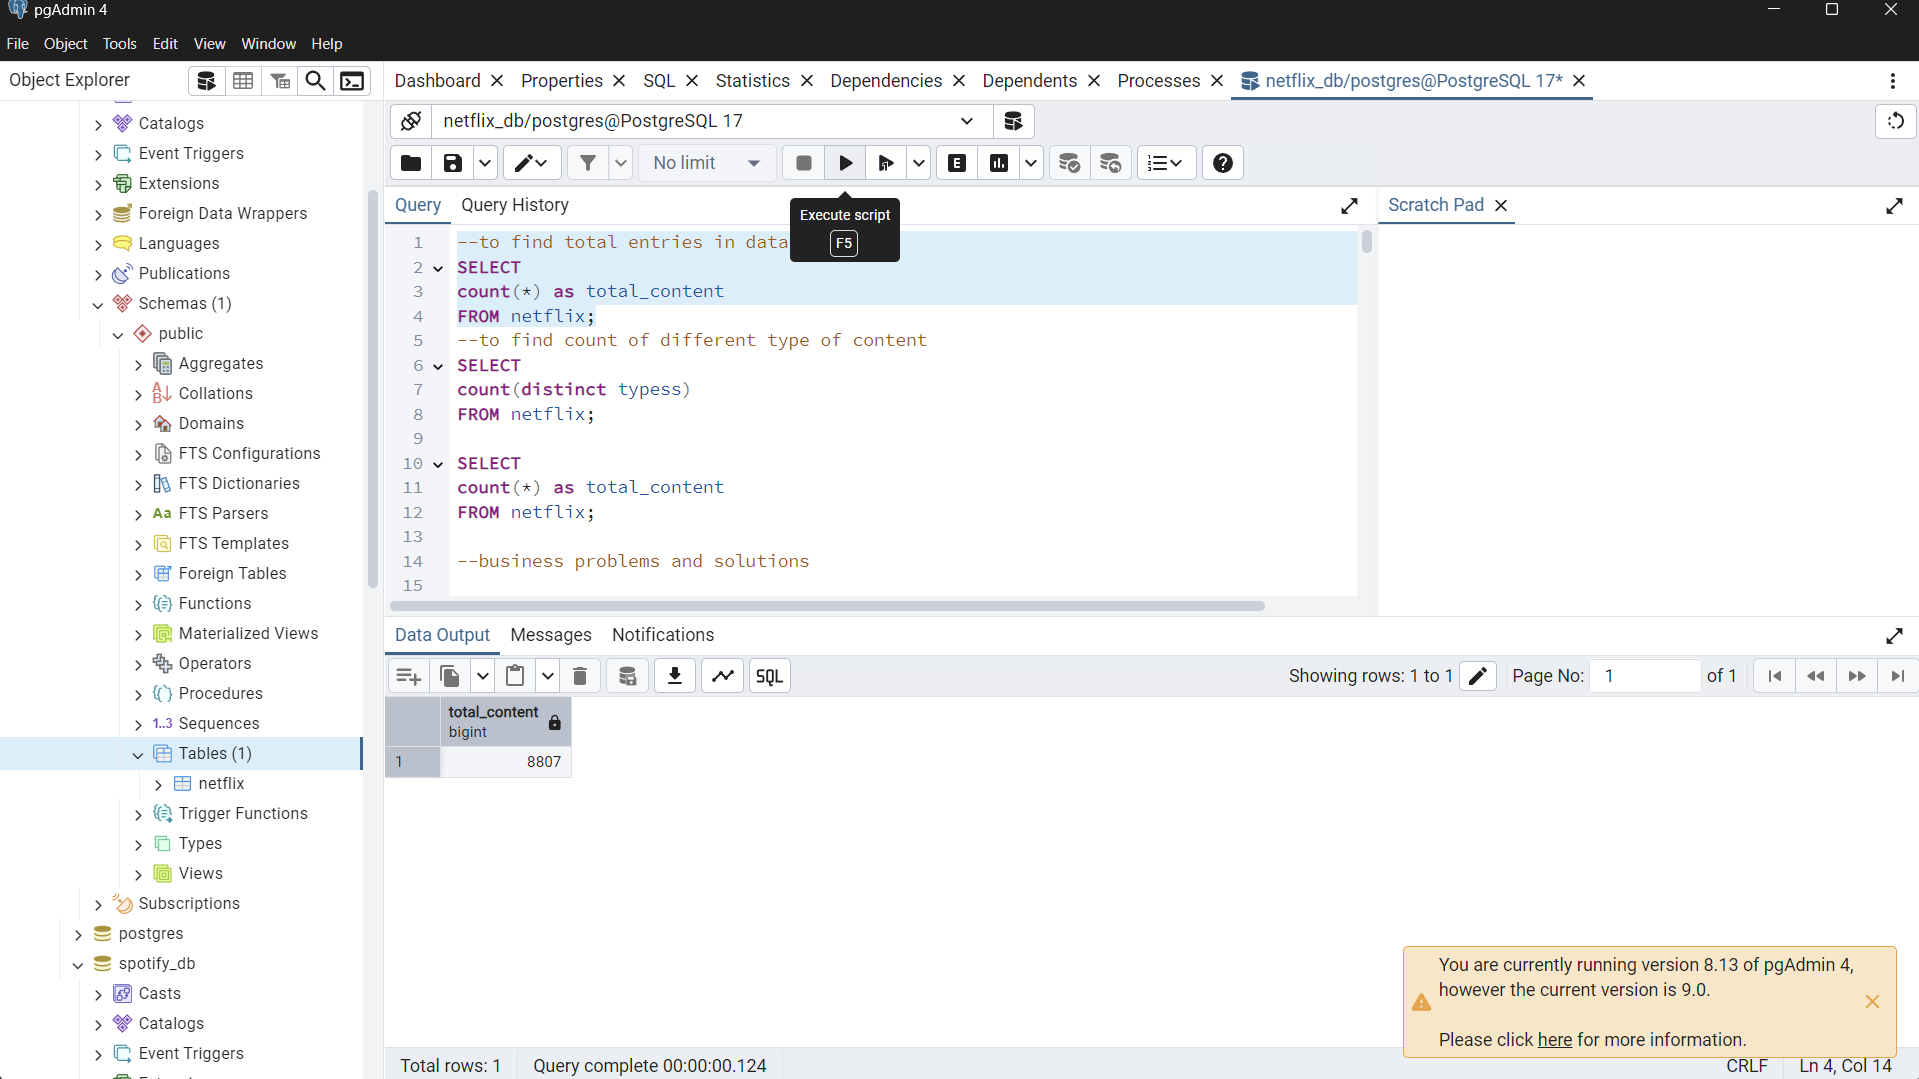 pgAdmin 4
File Object Tools Edit View Window Help
Object Explorer
Dashboard Properties SQL Statistics Dependencies Dependents Processes netflix_db/postgres@PostgreSQL 17*
Catalogs
Event Triggers
Extensions
Foreign Data Wrappers
Languages
Publications
Schemas (1)
public
Aggregates
Collations
Domains
FTS Configurations
FTS Dictionaries
Aa FTS Parsers
FTS Templates
Foreign Tables
Functions
Materialized Views
Operators
Procedures
1..3 Sequences
Tables (1)
netflix
Trigger Functions
Types
Views
Subscriptions
postgres
spotify_db
Casts
Catalogs
Event Triggers
netflix_db/postgres@PostgreSQL 17
No limit
E
Execute script
F5
Query Query History
Scratch Pad
1 --to find total entries in data
2 SELECT
3 count(*) as total_content
4 FROM netflix;
5 --to find count of different type of content
6 SELECT
7 count(distinct typess)
8 FROM netflix;
9
10 SELECT
11 count(*) as total_content
12 FROM netflix;
13
14 --business problems and solutions
15
Data Output Messages Notifications
SQL
Showing rows: 1 to 1 Page No: 1 of 1
total_content
bigint
1 8807
You are currently running version 8.13 of pgAdmin 4,
however the current version is 9.0.
Please click here for more information.
Total rows: 1 Query complete 00:00:00.124 CRLF Ln 4, Col 14